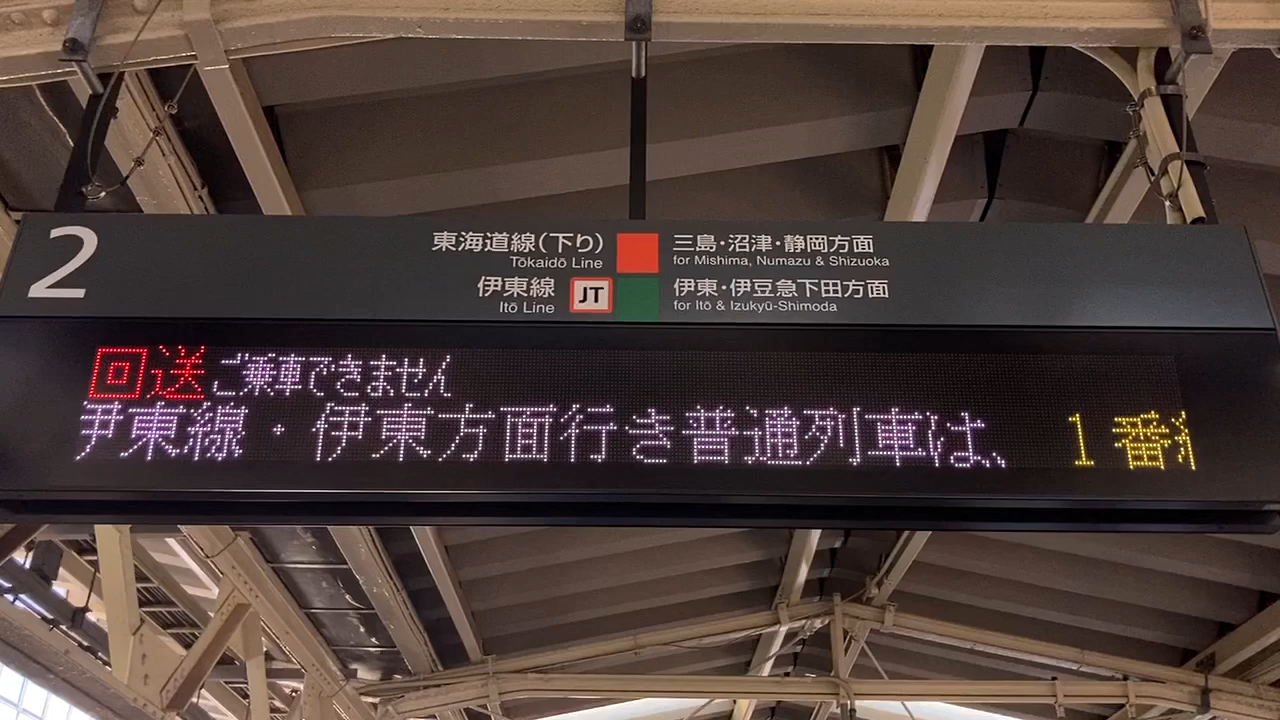 2
東海道線(下り) 三島・沼津・静岡方面
Tōkaidō Line for Mishima, Numazu & Shizuoka
伊東線 JT 伊東・伊豆急下田方面
Itō Line for Itō & Izukyū-Shimoda
回送 ご乗車できません
伊東線・伊東方面行き普通列車は、 1番